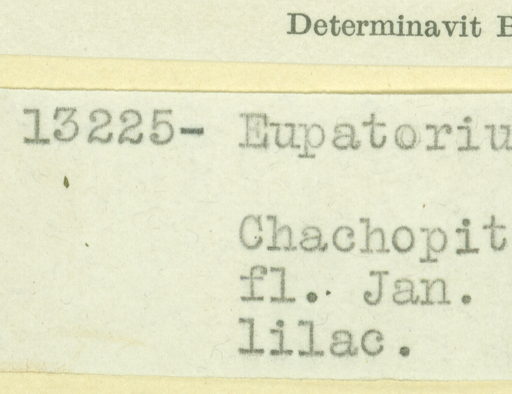 Determinavit
13225- Eupatoriu
Chachopit
fl. Jan.
lilac.